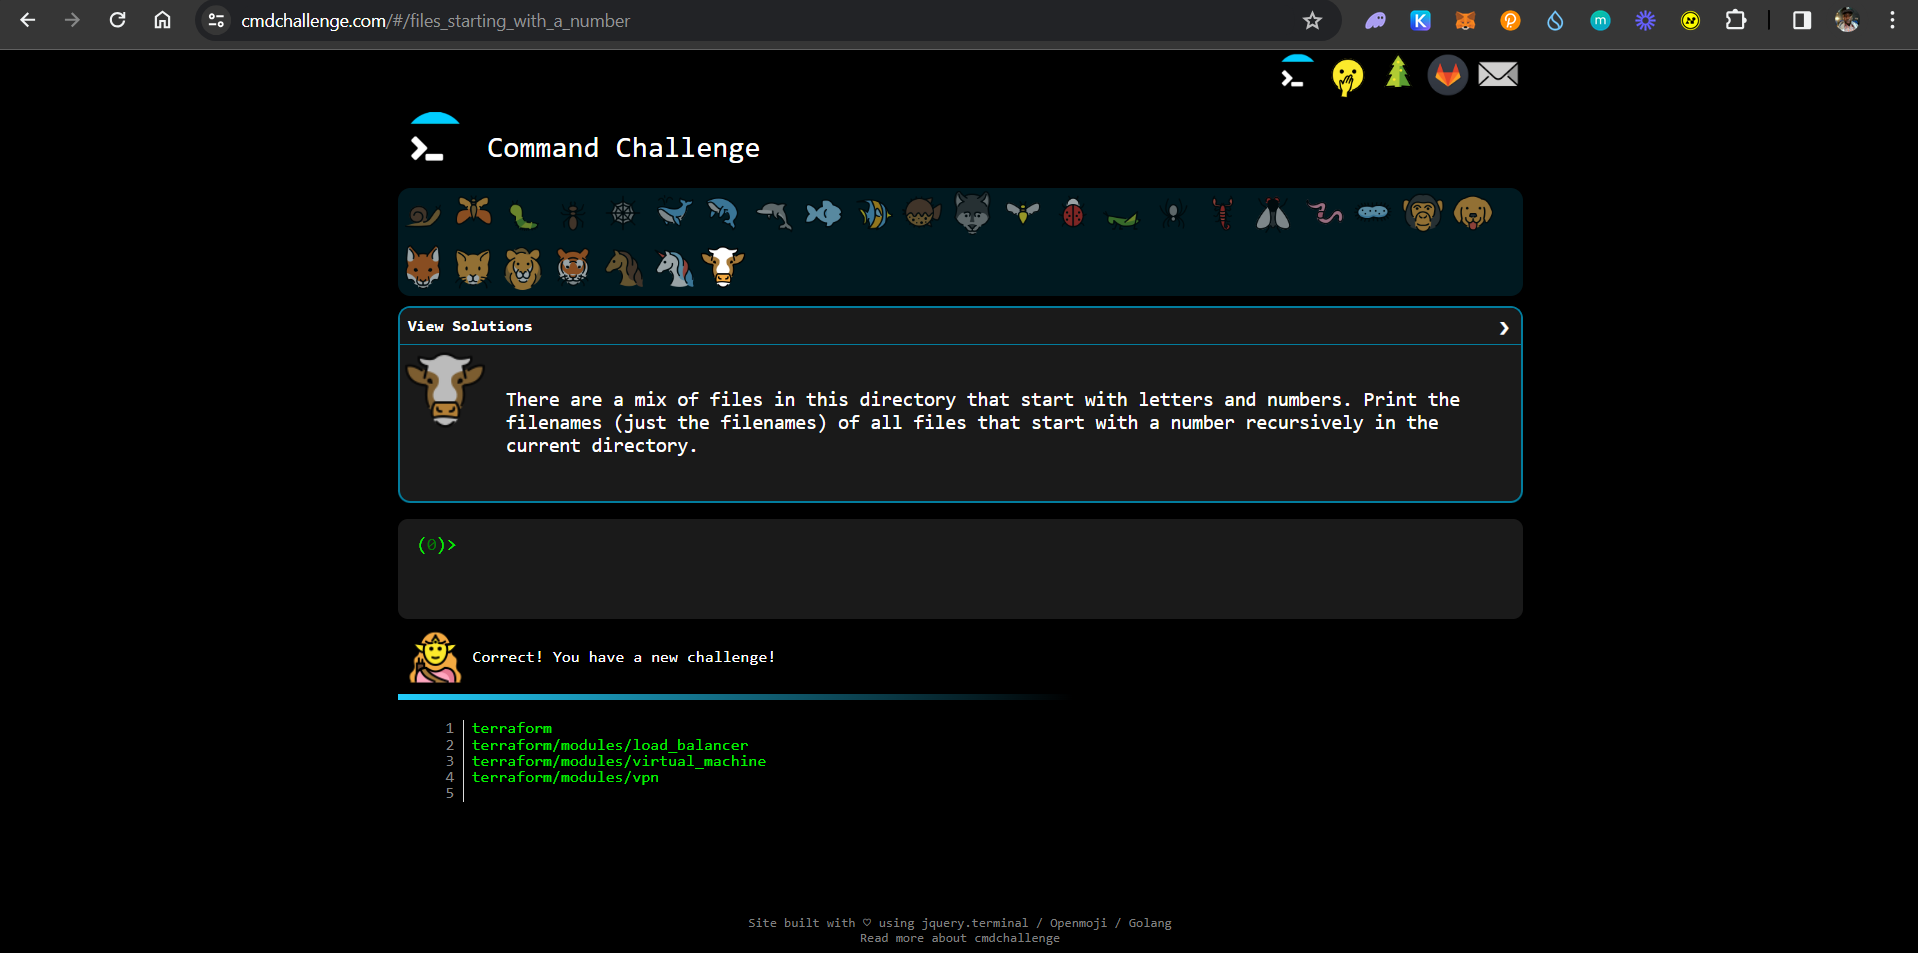 cmdchallenge.com/#/files_starting_with_a_number
Command Challenge
View Solutions
There are a mix of files in this directory that start with letters and numbers. Print the
filenames (just the filenames) of all files that start with a number recursively in the
current directory.
(0)>
Correct! You have a new challenge!
1 terraform
2 terraform/modules/load_balancer
3 terraform/modules/virtual_machine
4 terraform/modules/vpn
5
Site built with ♡ using jquery.terminal / Openmoji / Golang
Read more about cmdchallenge